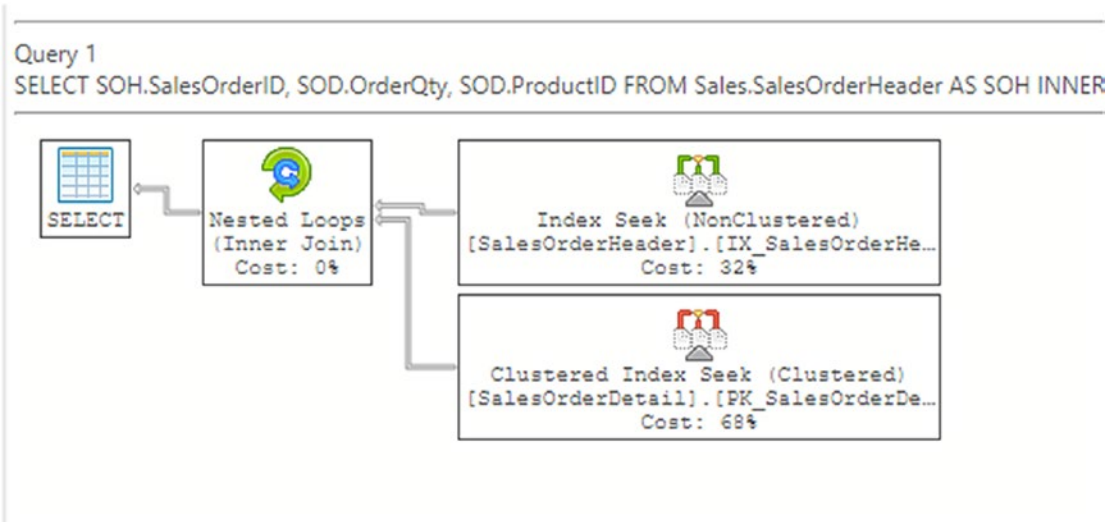 Query 1
SELECT SOH.SalesOrderID, SOD.OrderQty, SOD.ProductID FROM Sales.SalesOrderHeader AS SOH INNER
SELECT
Nested Loops
(Inner Join)
Cost: 0%
Index Seek (NonClustered)
[SalesOrderHeader].[IX_SalesOrderHe…
Cost: 32%
Clustered Index Seek (Clustered)
[SalesOrderDetail].[PK_SalesOrderDe…
Cost: 68%